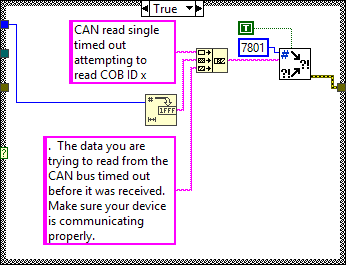 True
CAN read single
timed out
attempting to
read COB ID x
T
7801
#
?!
?!
#
1FFF
?
. The data you are
trying to read from the
CAN bus timed out
before it was received.
Make sure your device
is communicating
properly.